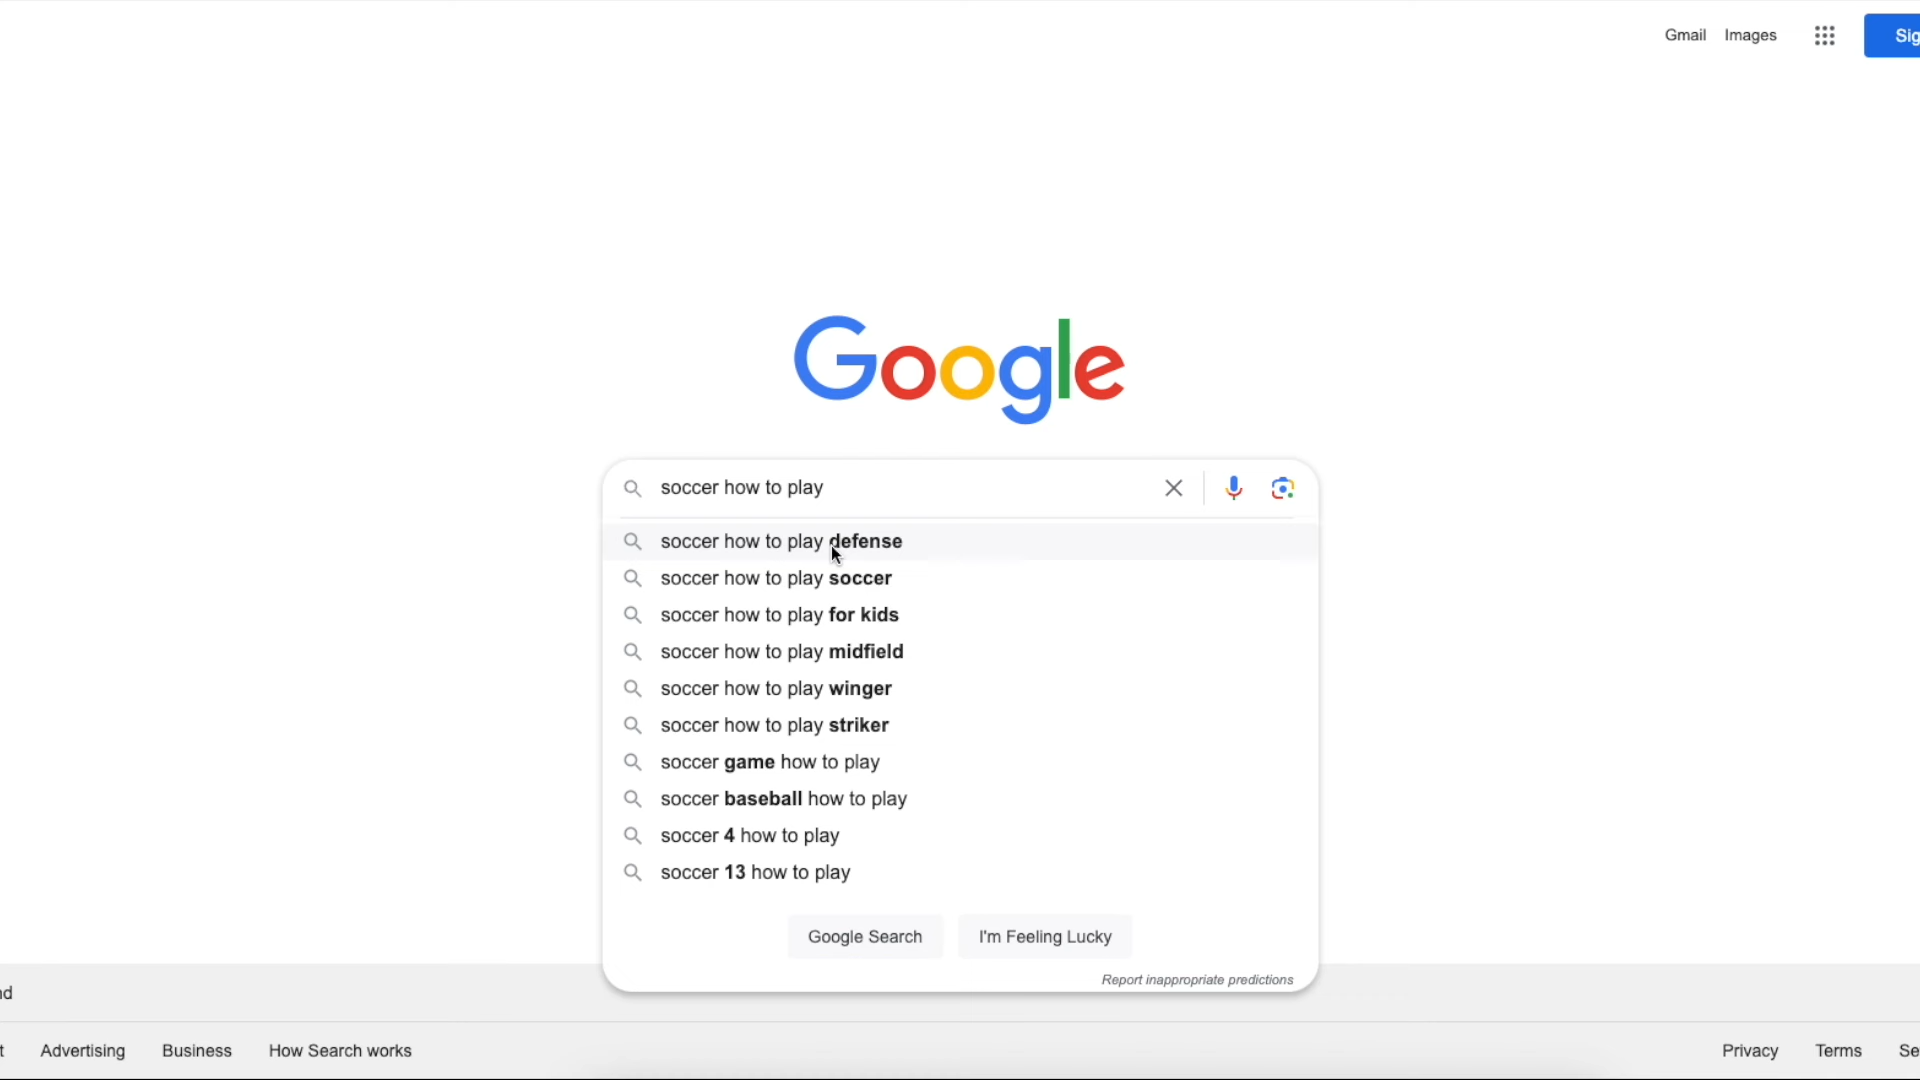 Gmail Images Sig
Google
soccer how to play
soccer how to play defense
soccer how to play soccer
soccer how to play for kids
soccer how to play midfield
soccer how to play winger
soccer how to play striker
soccer game how to play
soccer baseball how to play
soccer 4 how to play
soccer 13 how to play
Google Search I'm Feeling Lucky
Report inappropriate predictions
nd
t Advertising Business How Search works Privacy Terms Se